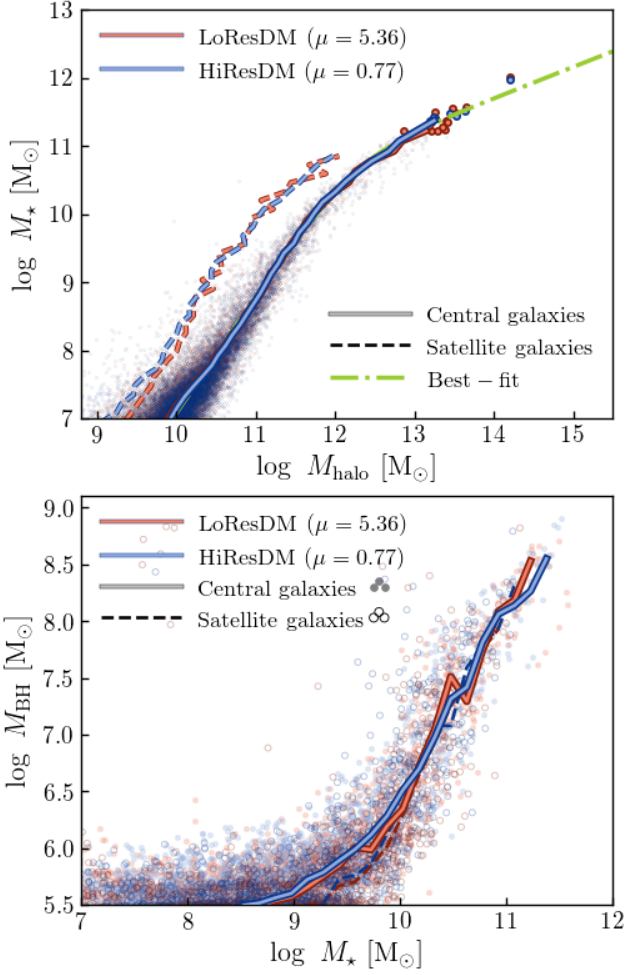 13
12
11
10
9
8
7
log M⋆ [M⊙]
LoResDM (μ = 5.36)
HiResDM (μ = 0.77)
Central galaxies
Satellite galaxies
Best − fit
9 10 11 12 13 14 15
log Mhalo [M⊙]
9.0
8.5
8.0
7.5
7.0
6.5
6.0
5.5
log MBH [M⊙]
LoResDM (μ = 5.36)
HiResDM (μ = 0.77)
Central galaxies
Satellite galaxies
7 8 9 10 11 12
log M⋆ [M⊙]